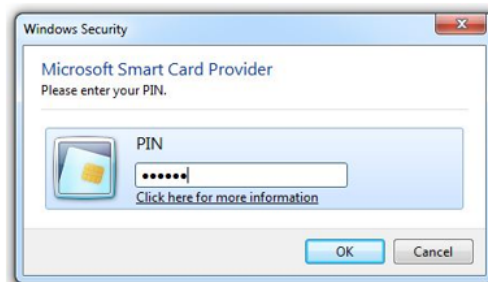 Windows Security
Microsoft Smart Card Provider
Please enter your PIN.
PIN
••••••
Click here for more information
OK
Cancel